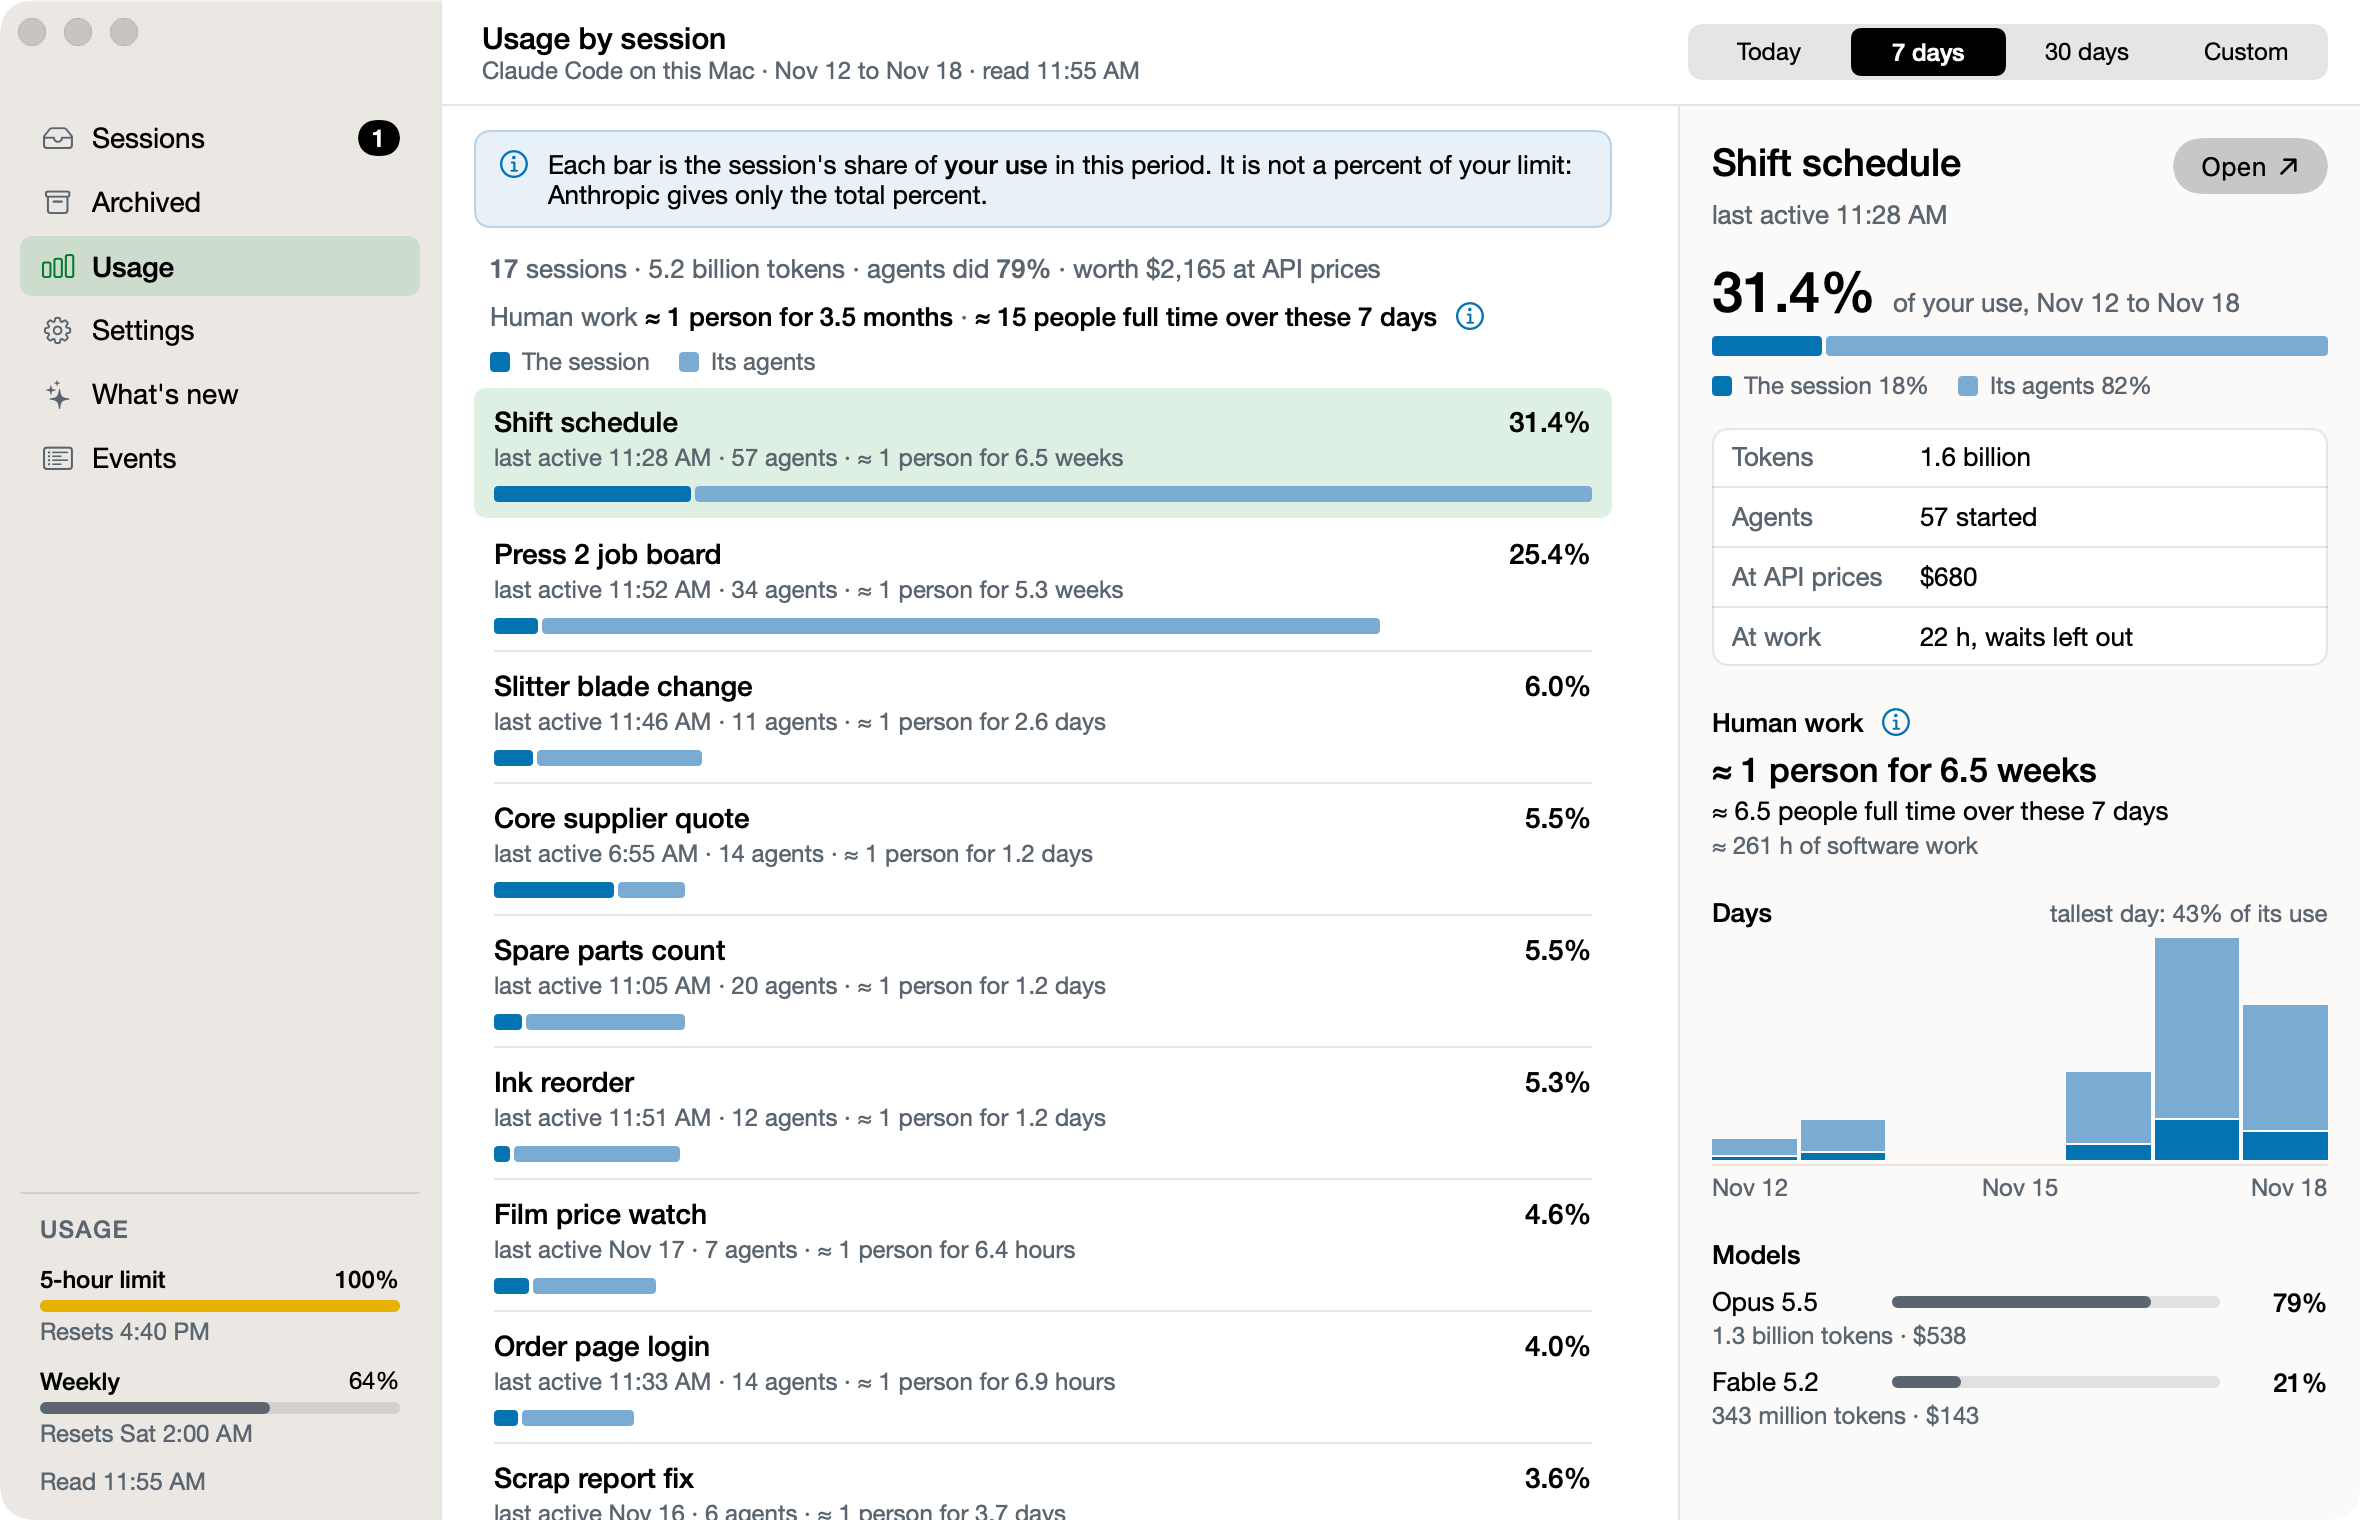 Sessions
1
Archived
Usage
Settings
What's new
Events
USAGE
5-hour limit 100%
Resets 4:40 PM
Weekly 64%
Resets Sat 2:00 AM
Read 11:55 AM
Usage by session
Claude Code on this Mac · Nov 12 to Nov 18 · read 11:55 AM
Today 7 days 30 days Custom
Each bar is the session's share of your use in this period. It is not a percent of your limit:
Anthropic gives only the total percent.
17 sessions · 5.2 billion tokens · agents did 79% · worth $2,165 at API prices
Human work ≈ 1 person for 3.5 months · ≈ 15 people full time over these 7 days
The session Its agents
Shift schedule 31.4%
last active 11:28 AM · 57 agents · ≈ 1 person for 6.5 weeks
Press 2 job board 25.4%
last active 11:52 AM · 34 agents · ≈ 1 person for 5.3 weeks
Slitter blade change 6.0%
last active 11:46 AM · 11 agents · ≈ 1 person for 2.6 days
Core supplier quote 5.5%
last active 6:55 AM · 14 agents · ≈ 1 person for 1.2 days
Spare parts count 5.5%
last active 11:05 AM · 20 agents · ≈ 1 person for 1.2 days
Ink reorder 5.3%
last active 11:51 AM · 12 agents · ≈ 1 person for 1.2 days
Film price watch 4.6%
last active Nov 17 · 7 agents · ≈ 1 person for 6.4 hours
Order page login 4.0%
last active 11:33 AM · 14 agents · ≈ 1 person for 6.9 hours
Scrap report fix 3.6%
last active Nov 16 · 6 agents · ≈ 1 person for 3.7 days
Shift schedule
Open
last active 11:28 AM
31.4% of your use, Nov 12 to Nov 18
The session 18% Its agents 82%
Tokens 1.6 billion
Agents 57 started
At API prices $680
At work 22 h, waits left out
Human work
≈ 1 person for 6.5 weeks
≈ 6.5 people full time over these 7 days
≈ 261 h of software work
Days tallest day: 43% of its use
Nov 12 Nov 15 Nov 18
Models
Opus 5.5 79%
1.3 billion tokens · $538
Fable 5.2 21%
343 million tokens · $143